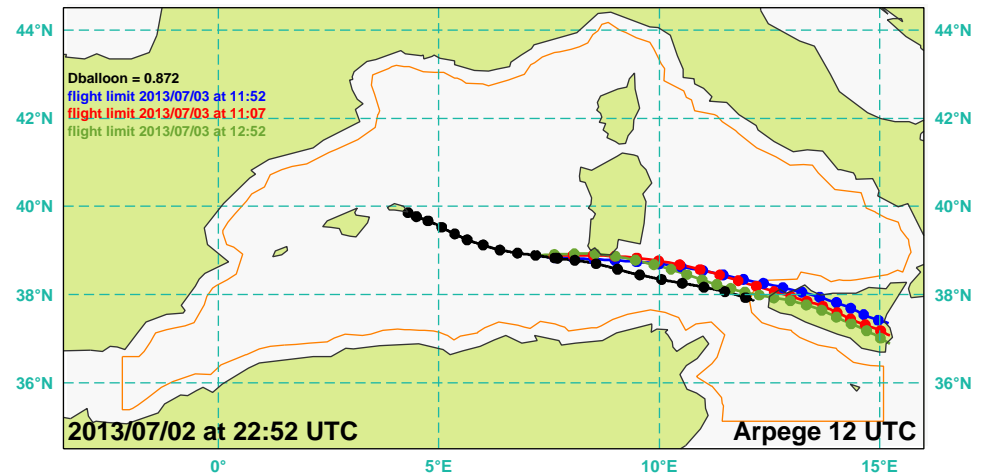 44°N 44°N
Dballoon = 0.872
flight limit 2013/07/03 at 11:52
flight limit 2013/07/03 at 11:07
flight limit 2013/07/03 at 12:52
42°N 42°N
40°N 40°N
38°N 38°N
36°N 36°N
2013/07/02 at 22:52 UTC Arpege 12 UTC
0° 5°E 10°E 15°E